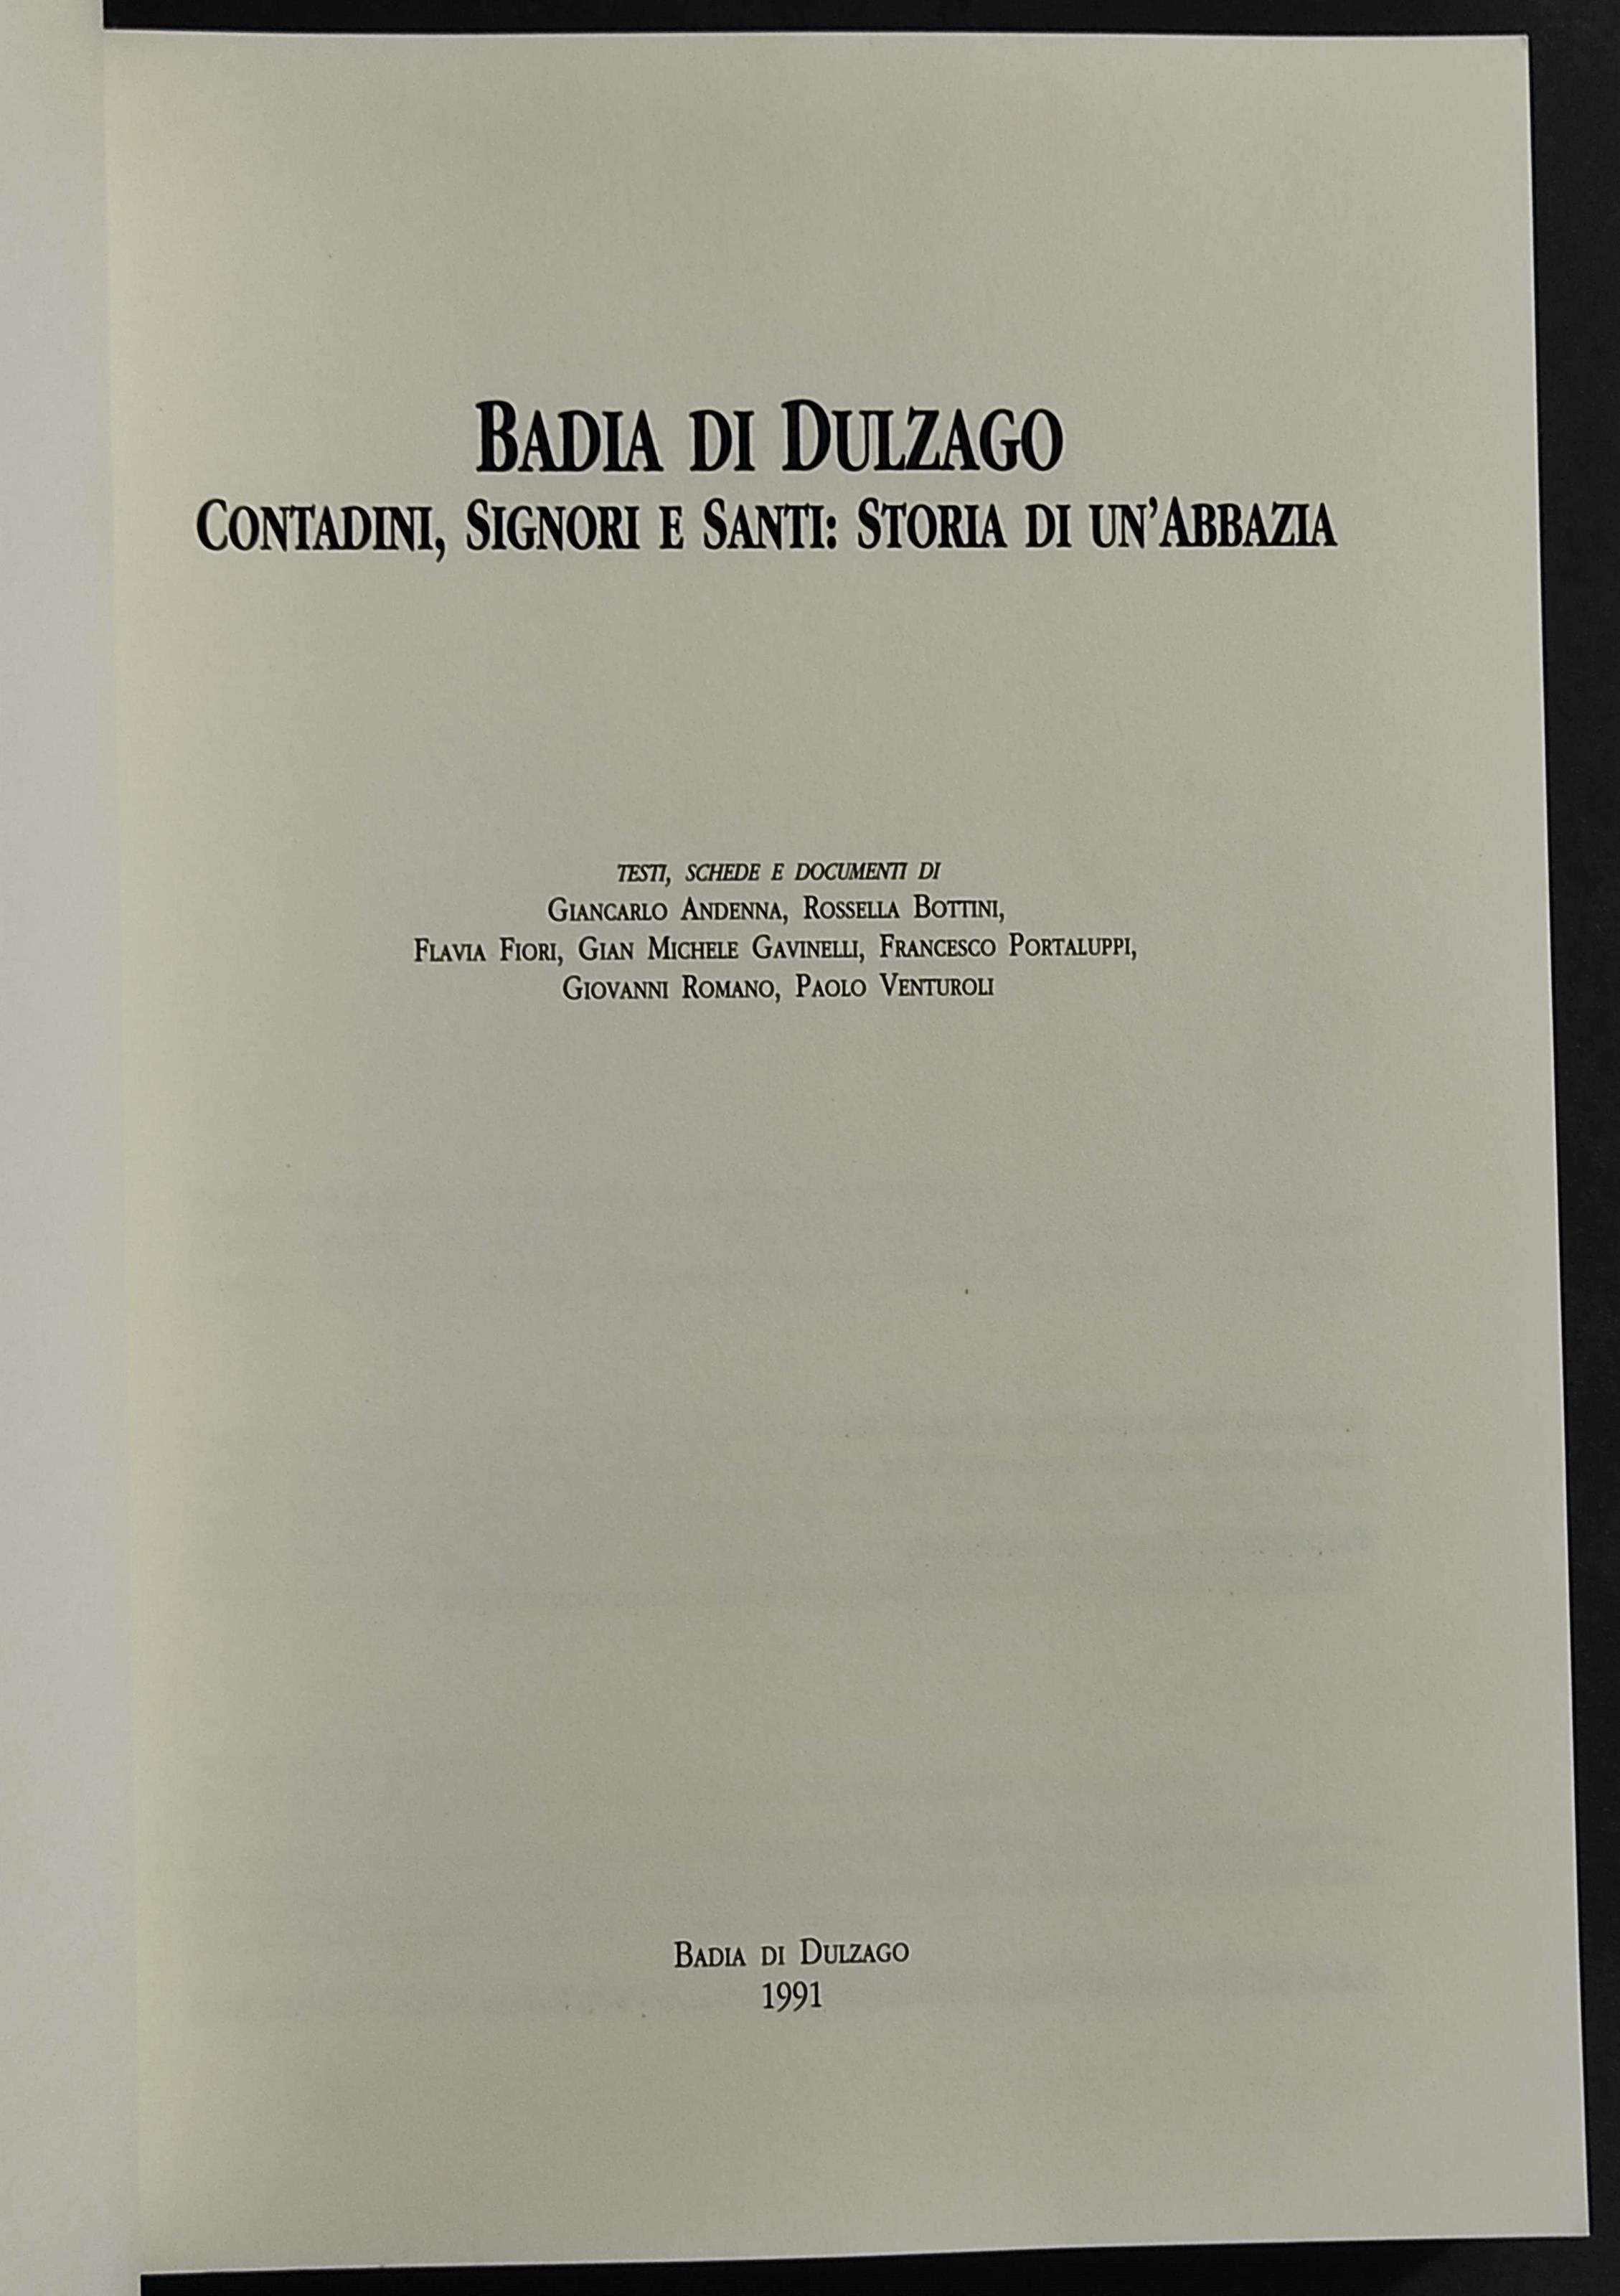 BADIA DI DULZAGO
CONTADINI, SIGNORI E SANTI: STORIA DI UN'ABBAZIA
TESTI, SCHEDE E DOCUMENTI DI
GIANCARLO ANDENNA, ROSSELLA BOTTINI,
FLAVIA FIORI, GIAN MICHELE GAVINELLI, FRANCESCO PORTALUPPI,
GIOVANNI ROMANO, PAOLO VENTUROLI
BADIA DI DULZAGO
1991